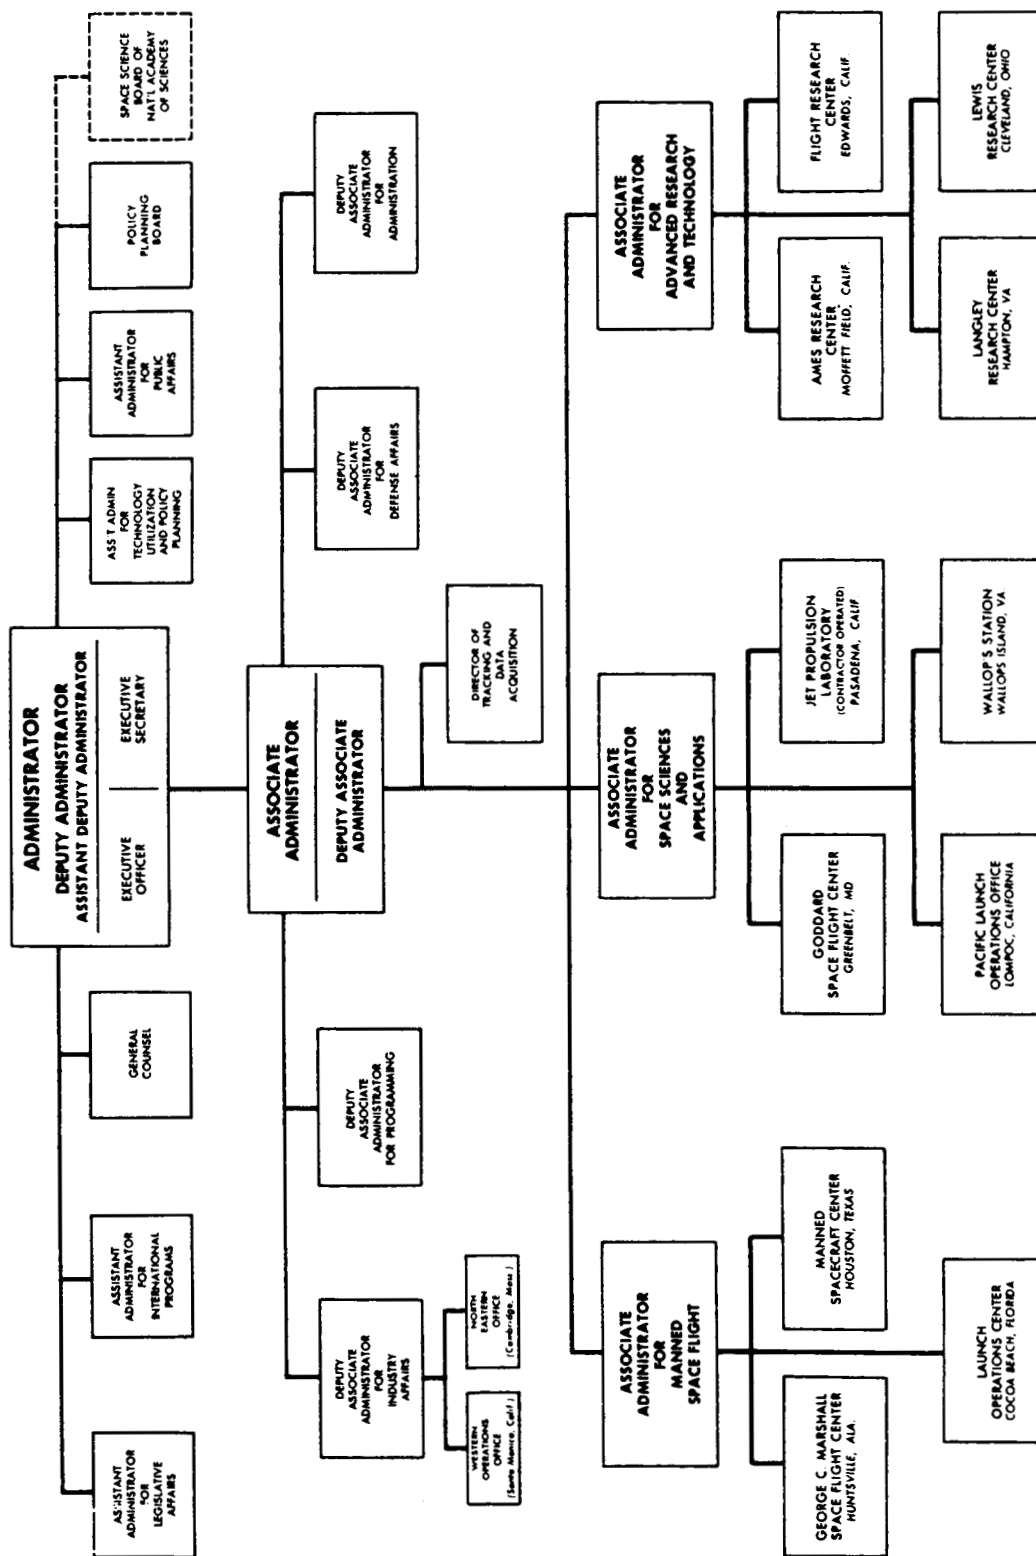 ADMINISTRATOR
DEPUTY ADMINISTRATOR
ASSISTANT DEPUTY ADMINISTRATOR
EXECUTIVE
OFFICER
EXECUTIVE
SECRETARY
ASSISTANT
ADMINISTRATOR
FOR
LEGISLATIVE
AFFAIRS
ASSISTANT
ADMINISTRATOR
FOR
INTERNATIONAL
PROGRAMS
GENERAL
COUNSEL
ASS'T ADMIN
FOR
TECHNOLOGY
UTILIZATION
AND POLICY
PLANNING
ASSISTANT
ADMINISTRATOR
FOR
PUBLIC
AFFAIRS
POLICY
PLANNING
BOARD
SPACE SCIENCE
BOARD OF
NAT'L ACADEMY
OF SCIENCES
ASSOCIATE
ADMINISTRATOR
DEPUTY ASSOCIATE
ADMINISTRATOR
DEPUTY
ASSOCIATE
ADMINISTRATOR
FOR
INDUSTRY
AFFAIRS
WESTERN
OPERATIONS
OFFICE
(Santa Monica, Calif.)
NORTH
EASTERN
OFFICE
(Cambridge, Mass.)
DEPUTY
ASSOCIATE
ADMINISTRATOR
FOR PROGRAMMING
DEPUTY
ASSOCIATE
ADMINISTRATOR
FOR
DEFENSE AFFAIRS
DEPUTY
ASSOCIATE
ADMINISTRATOR
FOR
ADMINISTRATION
DIRECTOR OF
TRACKING AND
DATA
ACQUISITION
ASSOCIATE
ADMINISTRATOR
FOR
MANNED
SPACE FLIGHT
ASSOCIATE
ADMINISTRATOR
FOR
SPACE SCIENCES
AND
APPLICATIONS
ASSOCIATE
ADMINISTRATOR
FOR
ADVANCED RESEARCH
AND TECHNOLOGY
GEORGE C. MARSHALL
SPACE FLIGHT CENTER
HUNTSVILLE, ALA.
MANNED
SPACECRAFT CENTER
HOUSTON, TEXAS
GODDARD
SPACE FLIGHT CENTER
GREENBELT, MD
JET PROPULSION
LABORATORY
(CONTRACTOR OPERATED)
PASADENA, CALIF.
AMES RESEARCH
CENTER
MOFFETT FIELD, CALIF.
FLIGHT RESEARCH
CENTER
EDWARDS, CALIF.
LAUNCH
OPERATIONS CENTER
COCOA BEACH, FLORIDA
PACIFIC LAUNCH
OPERATIONS OFFICE
LOMPOC, CALIFORNIA
WALLOPS STATION
WALLOPS ISLAND, VA
LANGLEY
RESEARCH CENTER
HAMPTON, VA
LEWIS
RESEARCH CENTER
CLEVELAND, OHIO